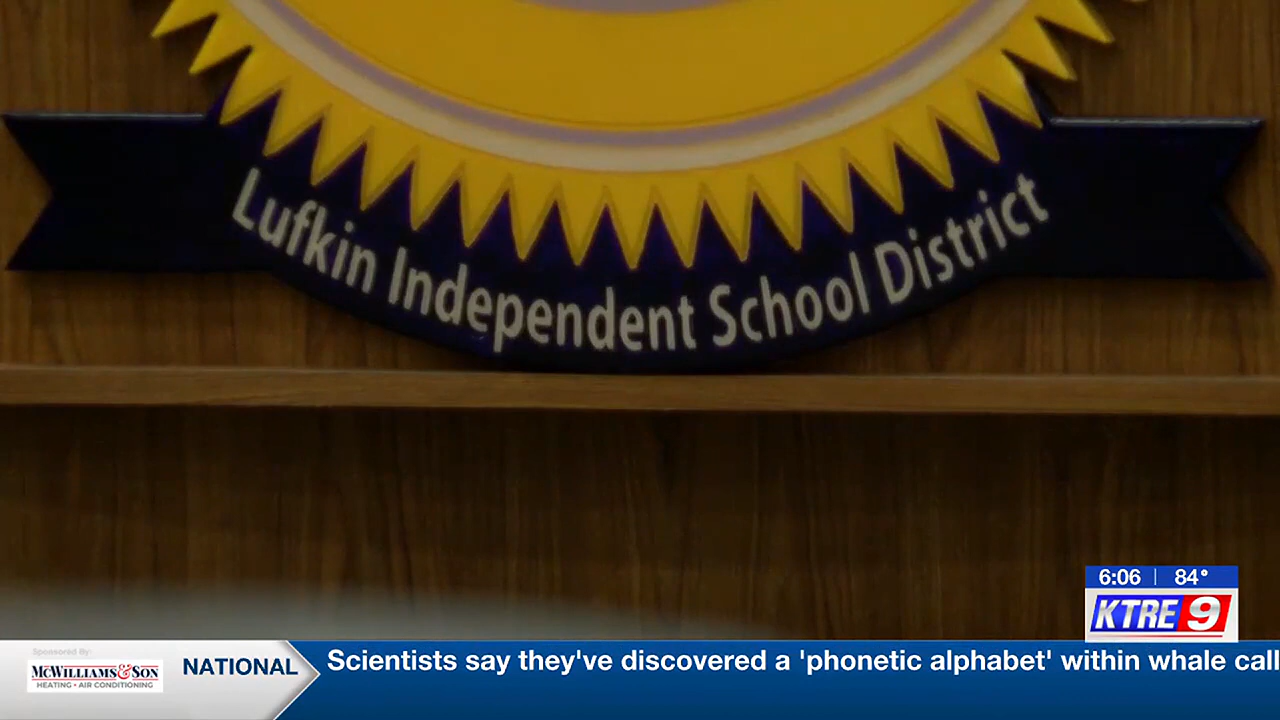 Lufkin Independent School District
6:06 | 84°
KTRE 9
Sponsored By:
McWILLIAMS & SON
HEATING • AIR CONDITIONING
NATIONAL
Scientists say they've discovered a 'phonetic alphabet' within whale call